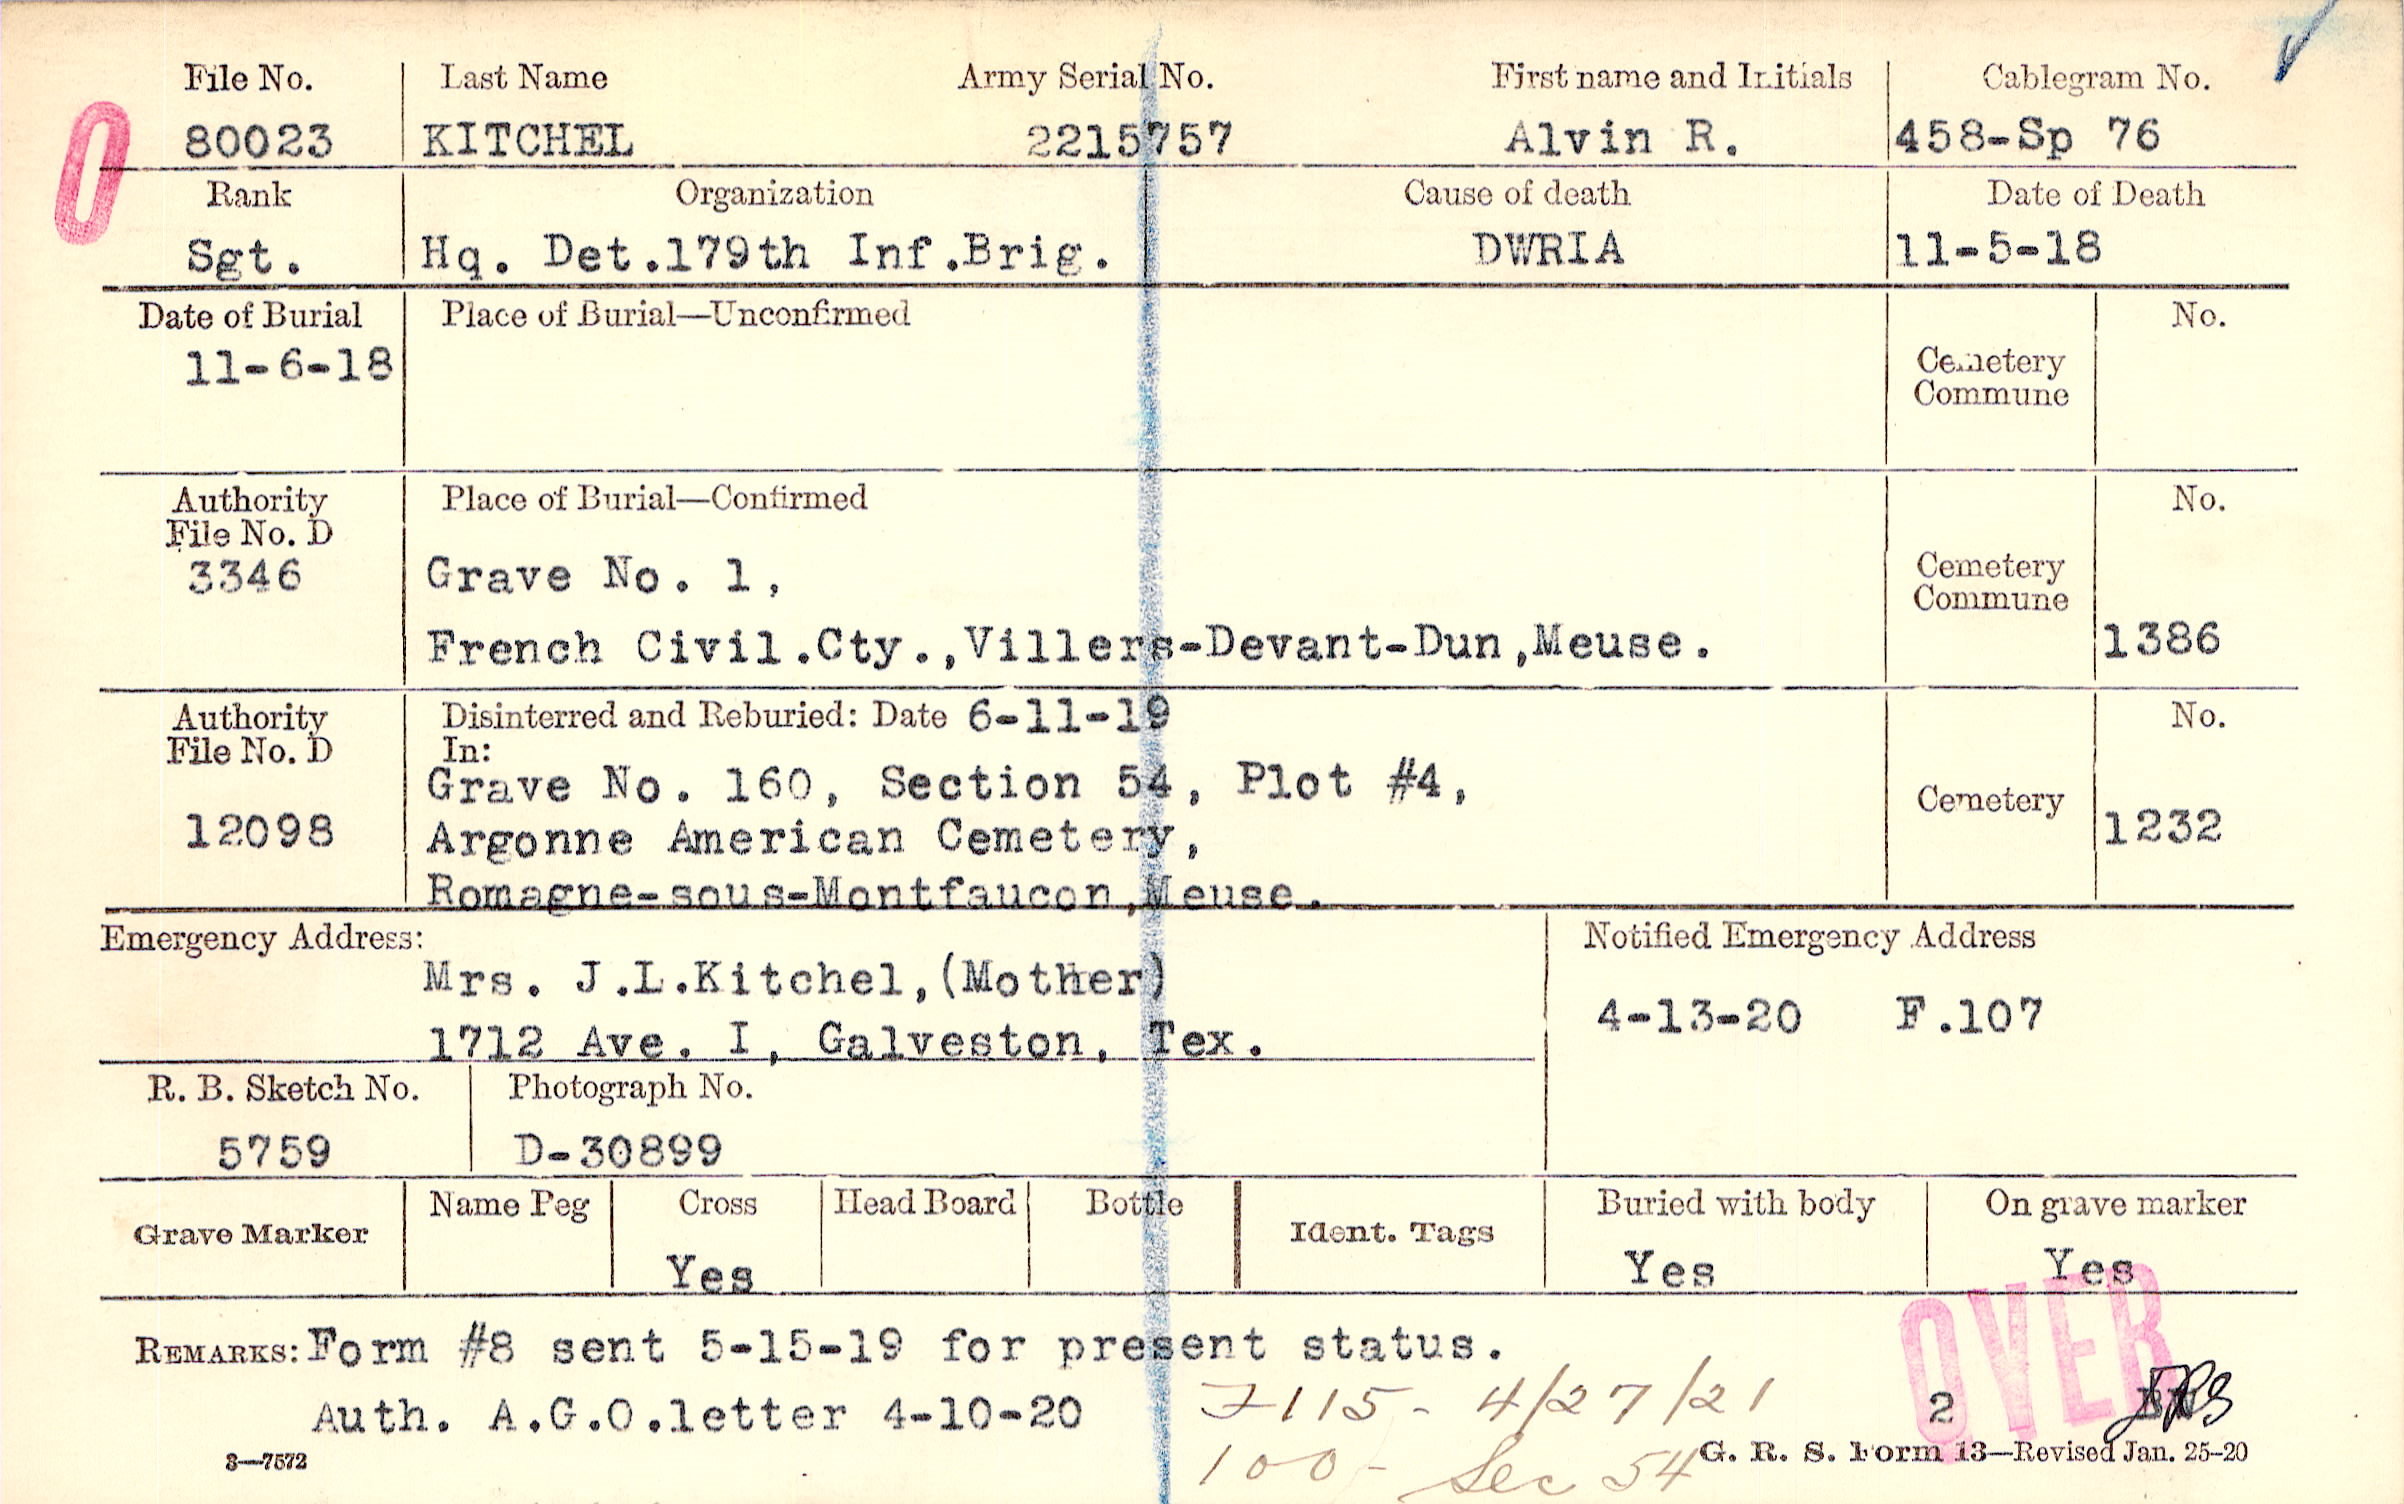 File No. Last Name Army Serial No. First name and Initials Cablegram No.
0 80023 KITCHEL 2215757 Alvin R. 458-Sp 76
Rank Organization Cause of death Date of Death
Sgt. Hq. Det.179th Inf.Brig. DWRIA 11-5-18
Date of Burial Place of Burial—Unconfirmed No.
11-6-18
Cemetery
Commune
Authority Place of Burial—Confirmed No.
File No. D
3346 Grave No. 1, Cemetery
Commune
French Civil.Cty.,Villers-Devant-Dun,Meuse. 1386
Authority Disinterred and Reburied: Date 6-11-19 No.
File No. D In:
Grave No. 160, Section 54, Plot #4, Cemetery
12098 Argonne American Cemetery, 1232
Romagne-sous-Montfaucon,Meuse.
Emergency Address: Notified Emergency Address
Mrs. J.L.Kitchel,(Mother)
4-13-20 F.107
1712 Ave. I, Galveston, Tex.
R. B. Sketch No. Photograph No.
5759 D-30899
Grave Marker Name Peg Cross Head Board Bottle Ident. Tags Buried with body On grave marker
Yes Yes Yes
OVER
REMARKS: Form #8 sent 5-15-19 for present status.
Auth. A.G.O.letter 4-10-20 F115- 4/27/21 2
3—7572 100- Sec 54 G. R. S. Form 13—Revised Jan. 25-20